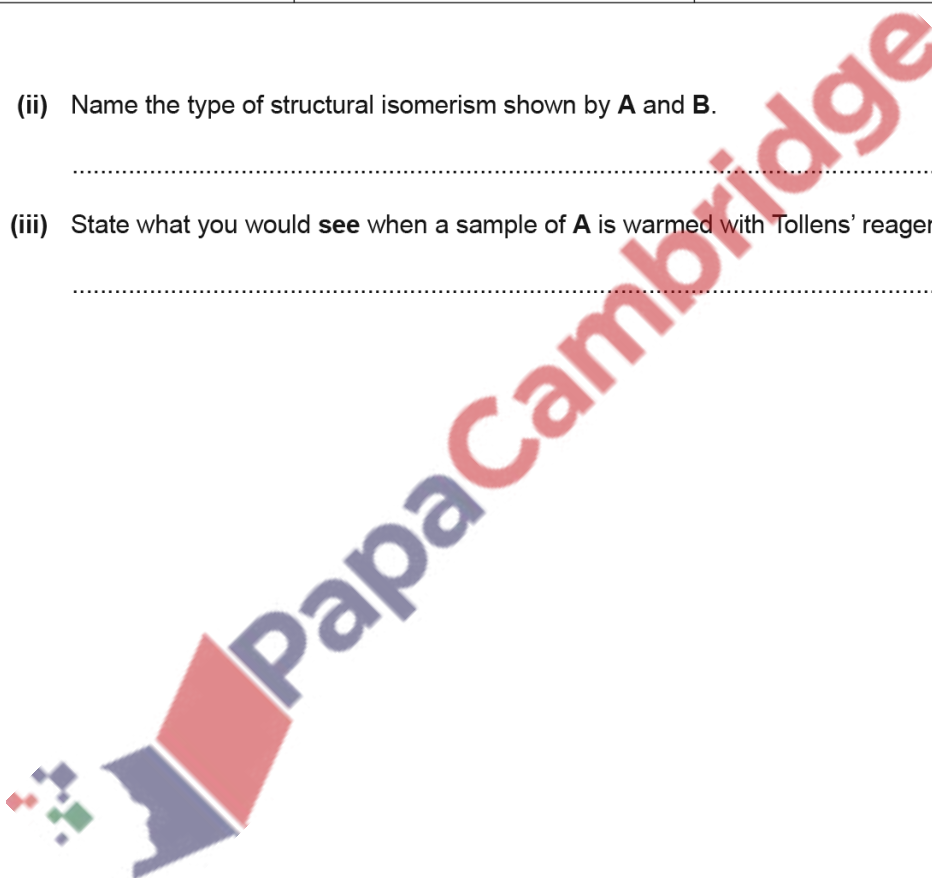 (ii) Name the type of structural isomerism shown by A and B.
(iii) State what you would see when a sample of A is warmed with Tollens’ reager
PapaCambridge